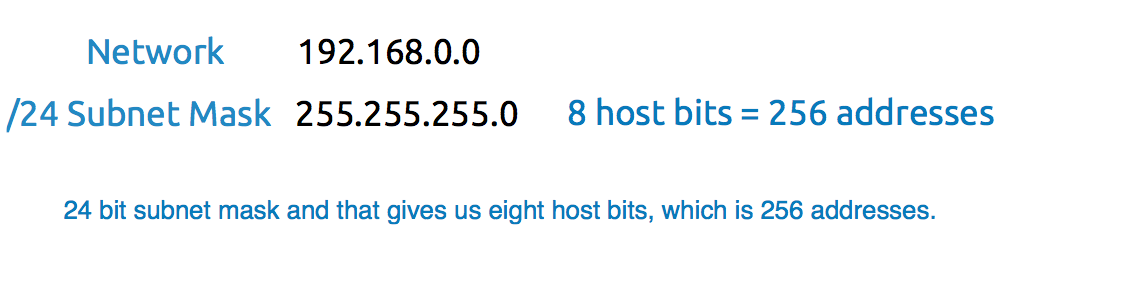 Network 192.168.0.0
/24 Subnet Mask 255.255.255.0 8 host bits = 256 addresses
24 bit subnet mask and that gives us eight host bits, which is 256 addresses.